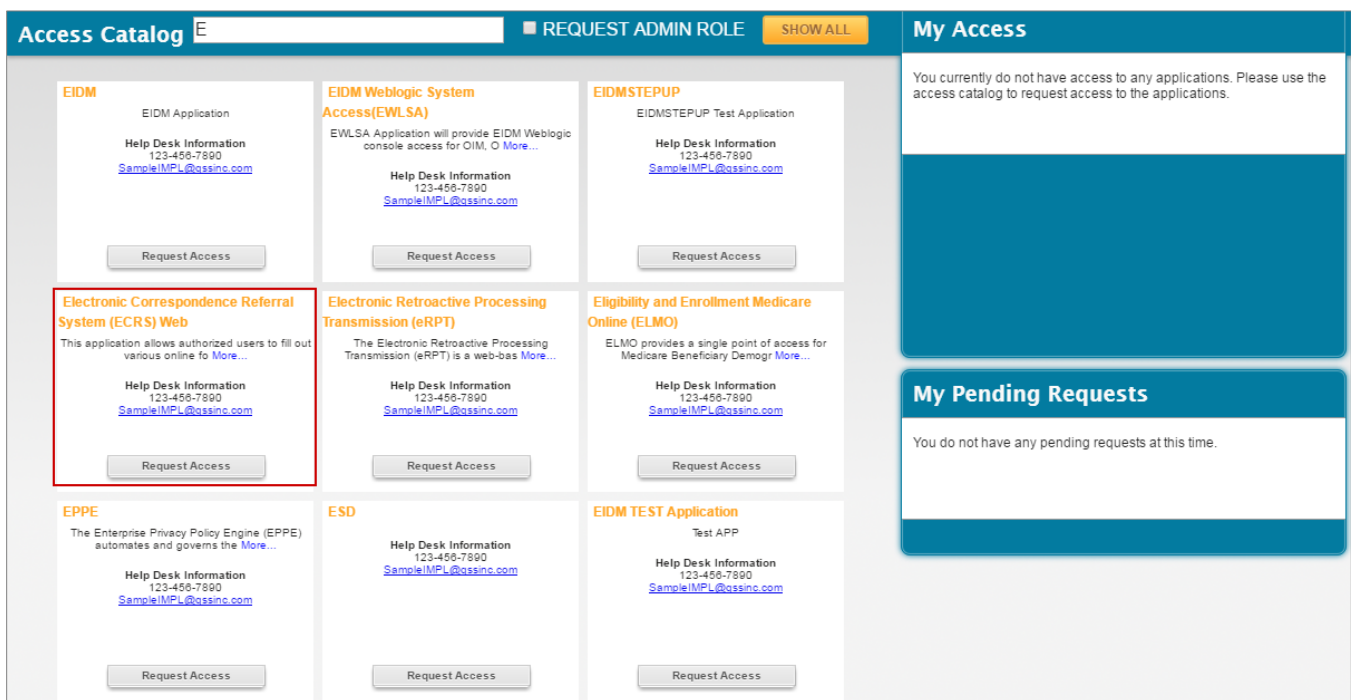 Access Catalog E REQUEST ADMIN ROLE SHOW ALL
EIDM
EIDM Application
Help Desk Information
123-456-7890
SampleIMPL@qssinc.com
Request Access
EIDM Weblogic System
Access(EWLSA)
EWLSA Application will provide EIDM Weblogic
console access for OIM, O More...
Help Desk Information
123-456-7890
SampleIMPL@qssinc.com
Request Access
EIDMSTEPUP
EIDMSTEPUP Test Application
Help Desk Information
123-456-7890
SampleIMPL@qssinc.com
Request Access
Electronic Correspondence Referral
System (ECRS) Web
This application allows authorized users to fill out
various online fo More...
Help Desk Information
123-456-7890
SampleIMPL@qssinc.com
Request Access
Electronic Retroactive Processing
Transmission (eRPT)
The Electronic Retroactive Processing
Transmission (eRPT) is a web-bas More...
Help Desk Information
123-456-7890
SampleIMPL@qssinc.com
Request Access
Eligibility and Enrollment Medicare
Online (ELMO)
ELMO provides a single point of access for
Medicare Beneficiary Demogr More...
Help Desk Information
123-456-7890
SampleIMPL@qssinc.com
Request Access
EPPE
The Enterprise Privacy Policy Engine (EPPE)
automates and governs the More...
Help Desk Information
123-456-7890
SampleIMPL@qssinc.com
Request Access
ESD
Help Desk Information
123-456-7890
SampleIMPL@qssinc.com
Request Access
EIDM TEST Application
Test APP
Help Desk Information
123-456-7890
SampleIMPL@qssinc.com
Request Access
My Access
You currently do not have access to any applications. Please use the
access catalog to request access to the applications.
My Pending Requests
You do not have any pending requests at this time.